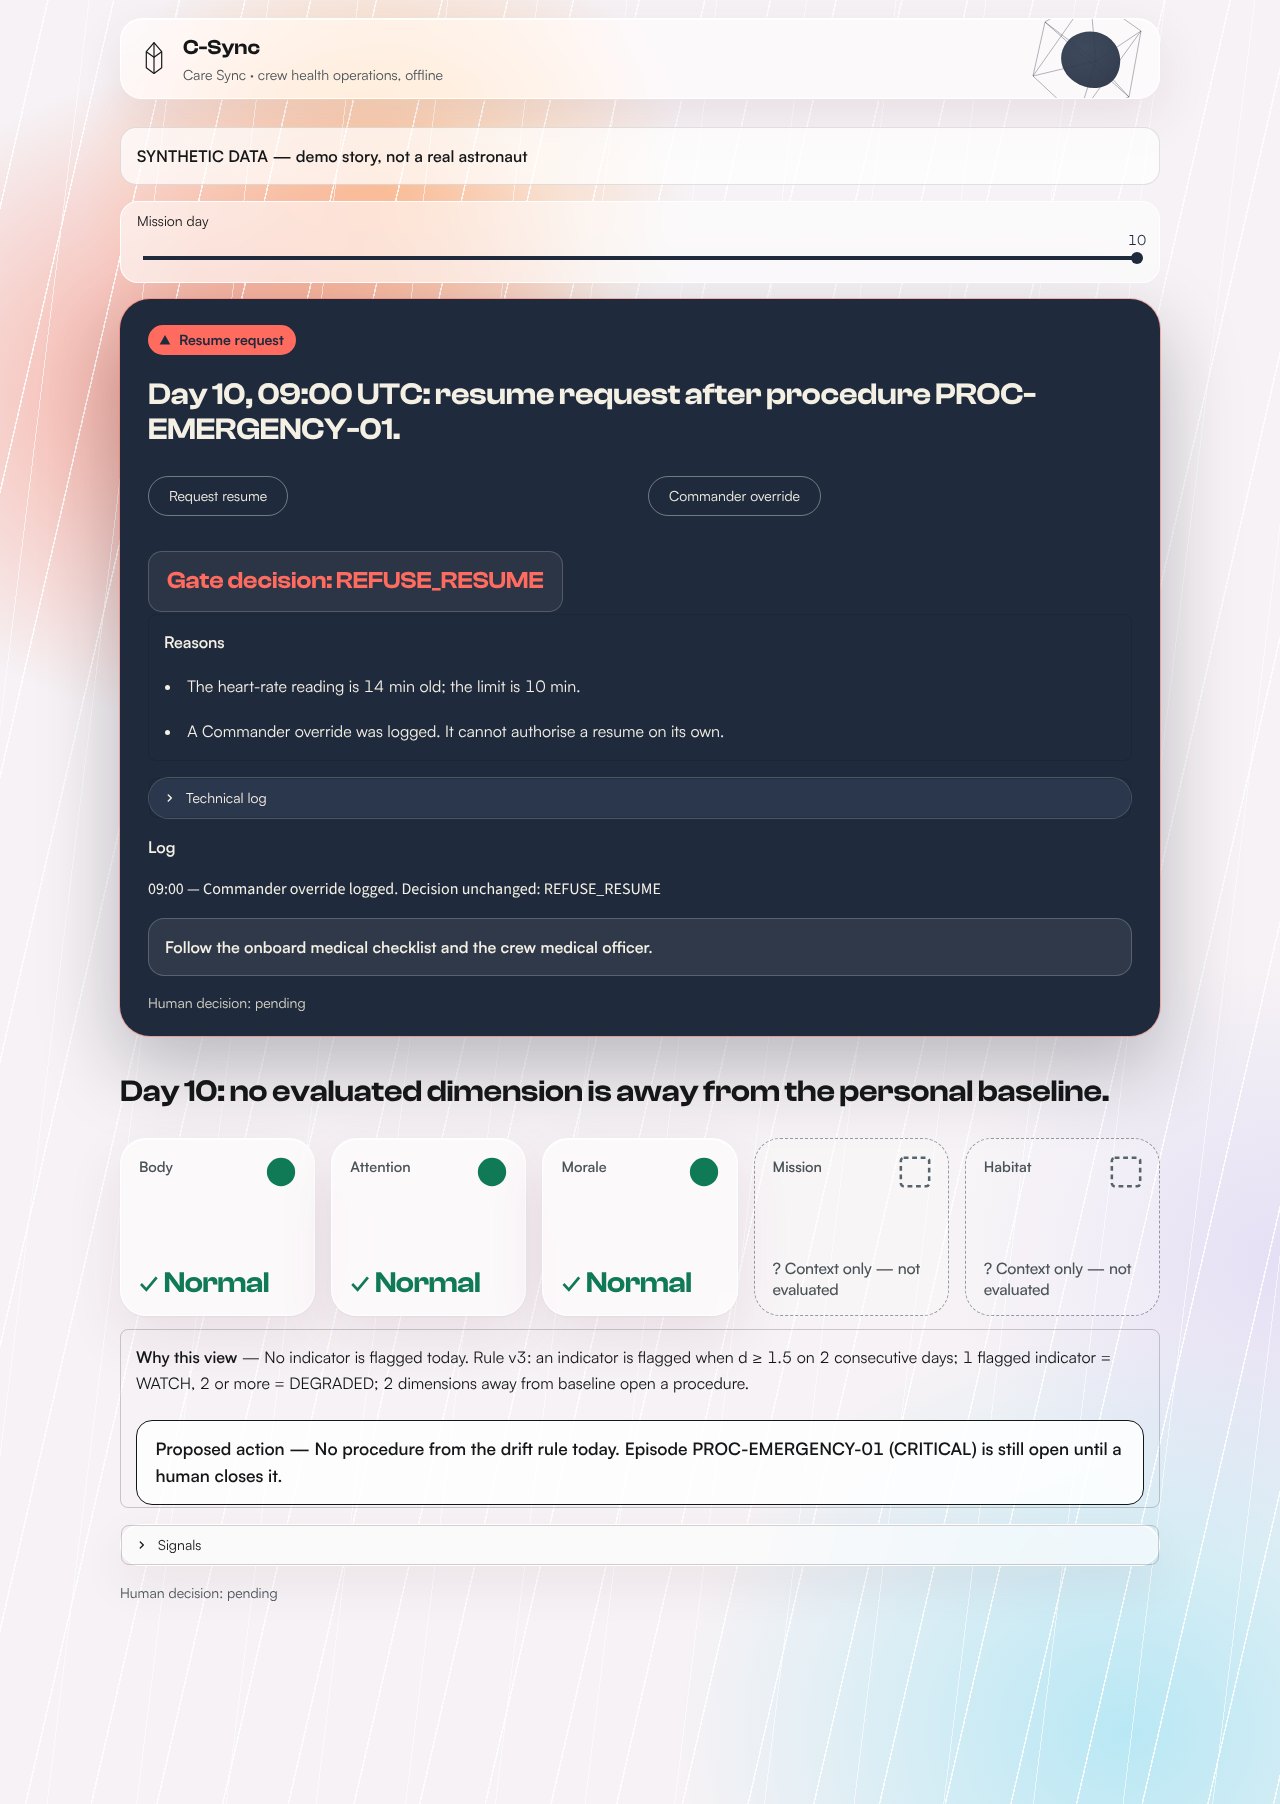 C-Sync
Care Sync · crew health operations, offline
SYNTHETIC DATA — demo story, not a real astronaut
Mission day
10
▲ Resume request
Day 10, 09:00 UTC: resume request after procedure PROC-
EMERGENCY-01.
Request resume
Commander override
Gate decision: REFUSE_RESUME
Reasons
• The heart-rate reading is 14 min old; the limit is 10 min.
• A Commander override was logged. It cannot authorise a resume on its own.
Technical log
Log
09:00 — Commander override logged. Decision unchanged: REFUSE_RESUME
Follow the onboard medical checklist and the crew medical officer.
Human decision: pending
Day 10: no evaluated dimension is away from the personal baseline.
Body
✓ Normal
Attention
✓ Normal
Morale
✓ Normal
Mission
? Context only — not
evaluated
Habitat
? Context only — not
evaluated
Why this view — No indicator is flagged today. Rule v3: an indicator is flagged when d ≥ 1.5 on 2 consecutive days; 1 flagged indicator =
WATCH, 2 or more = DEGRADED; 2 dimensions away from baseline open a procedure.
Proposed action — No procedure from the drift rule today. Episode PROC-EMERGENCY-01 (CRITICAL) is still open until a
human closes it.
Signals
Human decision: pending